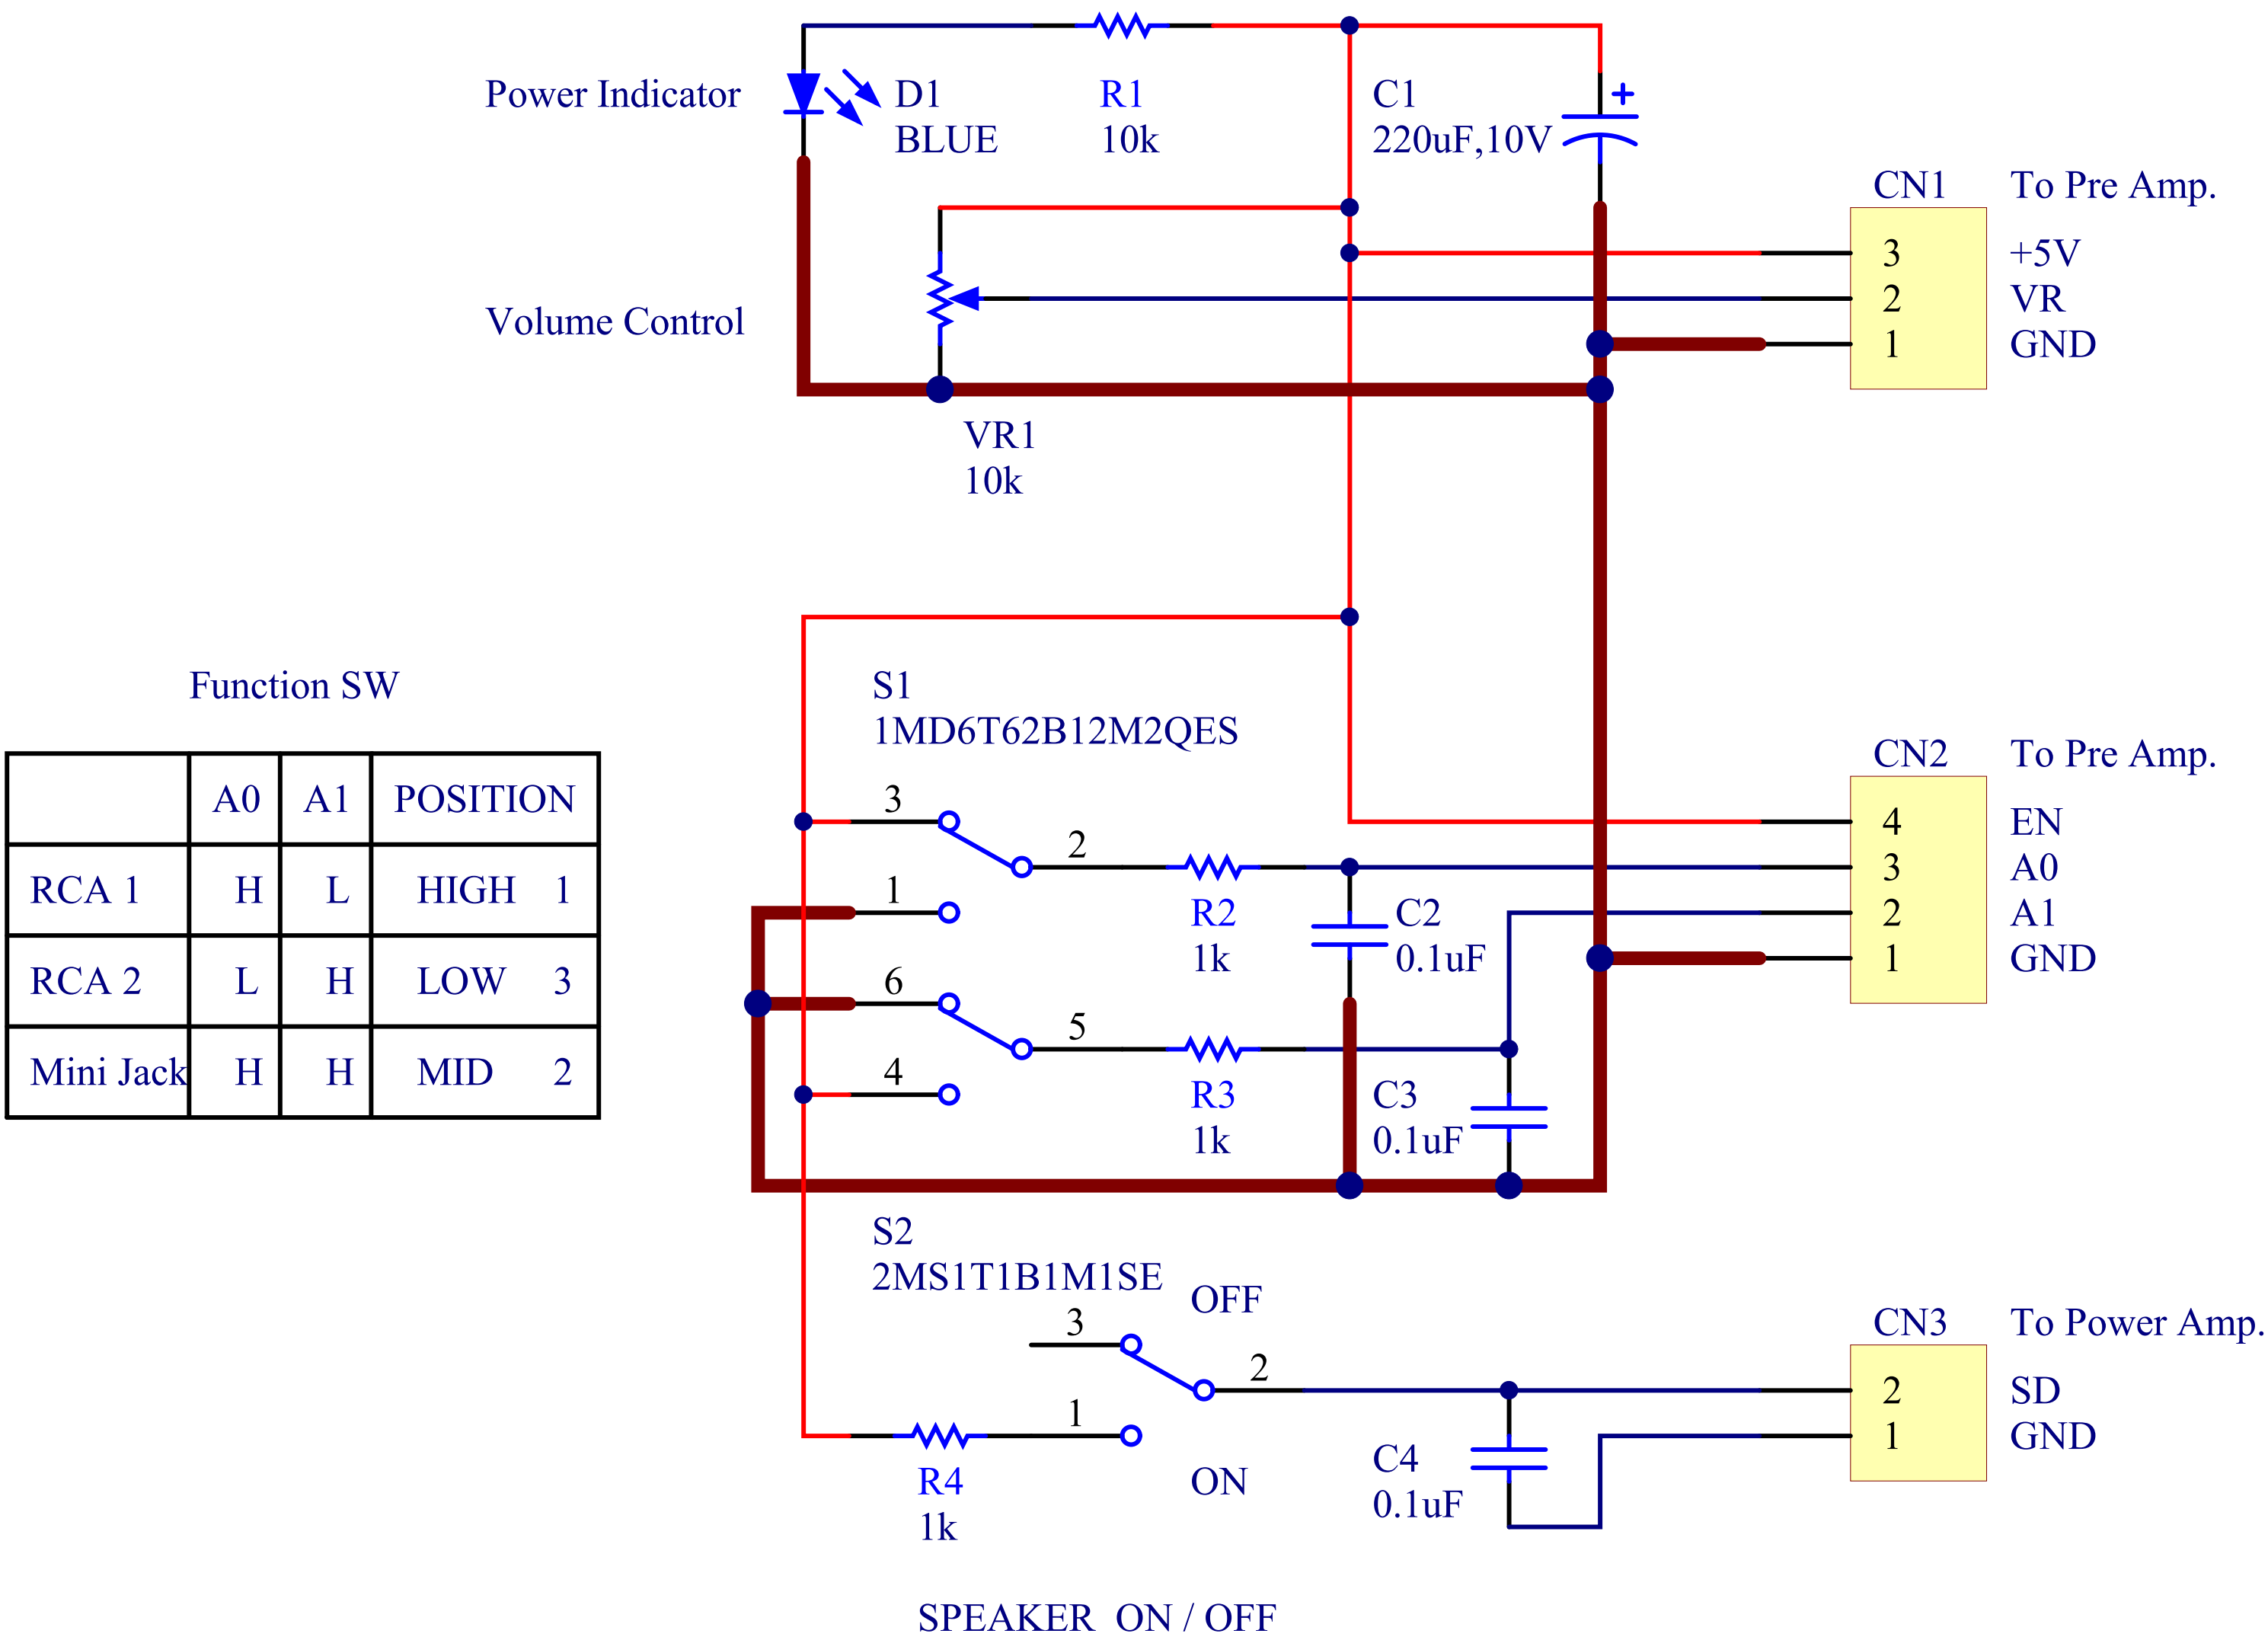 Power Indicator
D1
BLUE
R1
10k
C1
220uF,10V
+
CN1
To Pre Amp.
3
+5V
2
VR
1
GND
Volume Control
VR1
10k
Function SW
A0 A1 POSITION
RCA 1 H L HIGH 1
RCA 2 L H LOW 3
Mini Jack H H MID 2
S1
1MD6T62B12M2QES
3
2
1
6
5
4
R2
1k
C2
0.1uF
R3
1k
C3
0.1uF
CN2
To Pre Amp.
4
EN
3
A0
2
A1
1
GND
S2
2MS1T1B1M1SE
OFF
3
2
1
ON
R4
1k
C4
0.1uF
CN3
To Power Amp.
2
SD
1
GND
SPEAKER ON / OFF